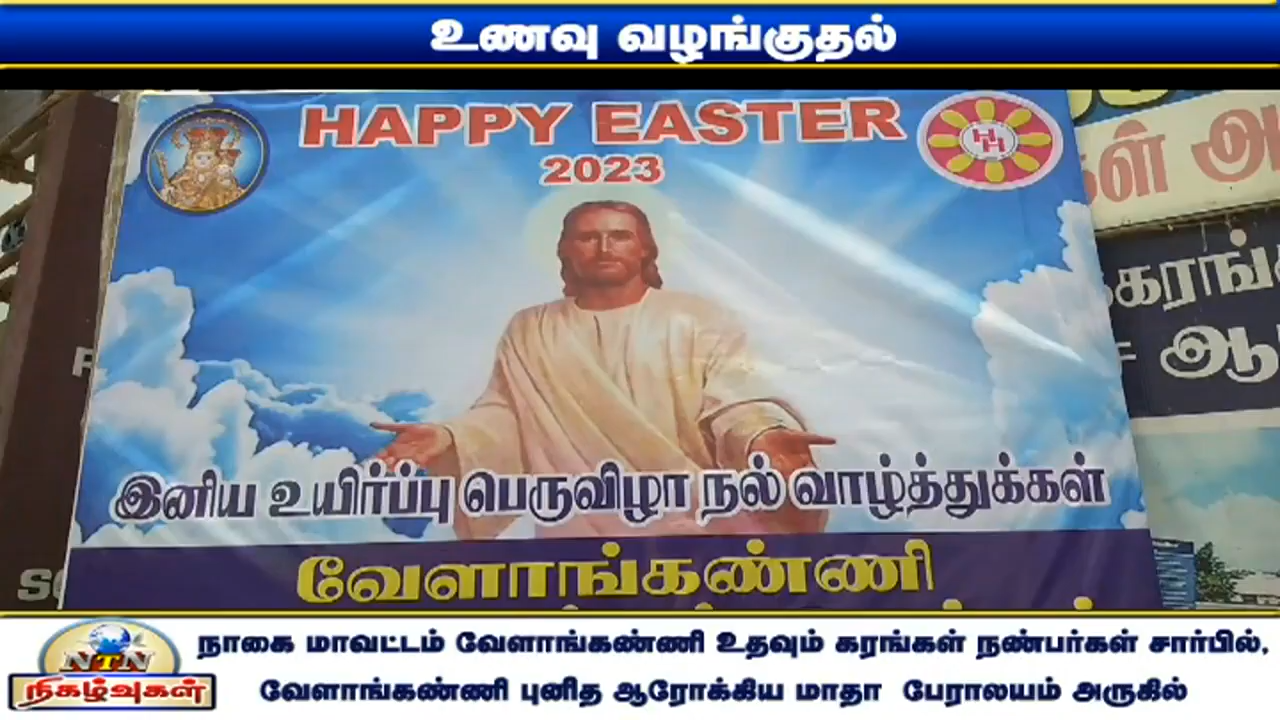 உணவு வழங்குதல்
HAPPY EASTER
2023
HH
இனிய உயிர்ப்பு பெருவிழா நல் வாழ்த்துக்கள்
வேளாங்கண்ணி
NTN
நிகழ்வுகள்
நாகை மாவட்டம் வேளாங்கண்ணி உதவும் கரங்கள் நண்பர்கள் சார்பில்,
வேளாங்கண்ணி புனித ஆரோக்கிய மாதா பேராலயம் அருகில்